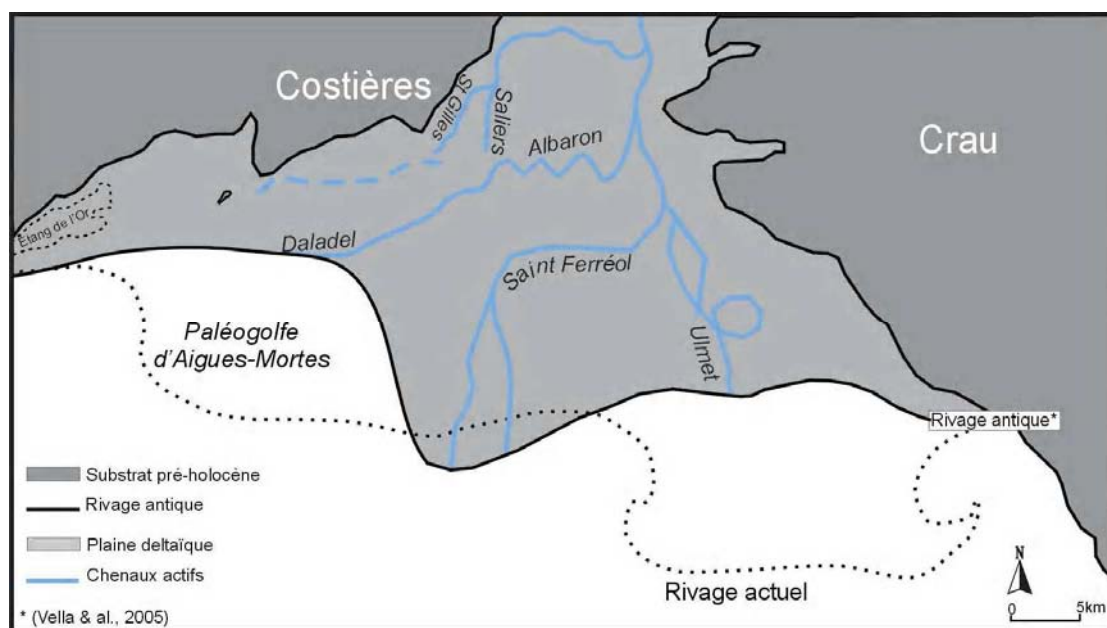 Costières
Crau
St Gilles
Saliers
Albaron
Etang de l'Or
Daladel
Saint Ferréol
Ulmet
Paléogolfe
d'Aigues-Mortes
Rivage antique*
Substrat pré-holocène
Rivage antique
Plaine deltaïque
Chenaux actifs
Rivage actuel
N
0 5km
* (Vella & al., 2005)